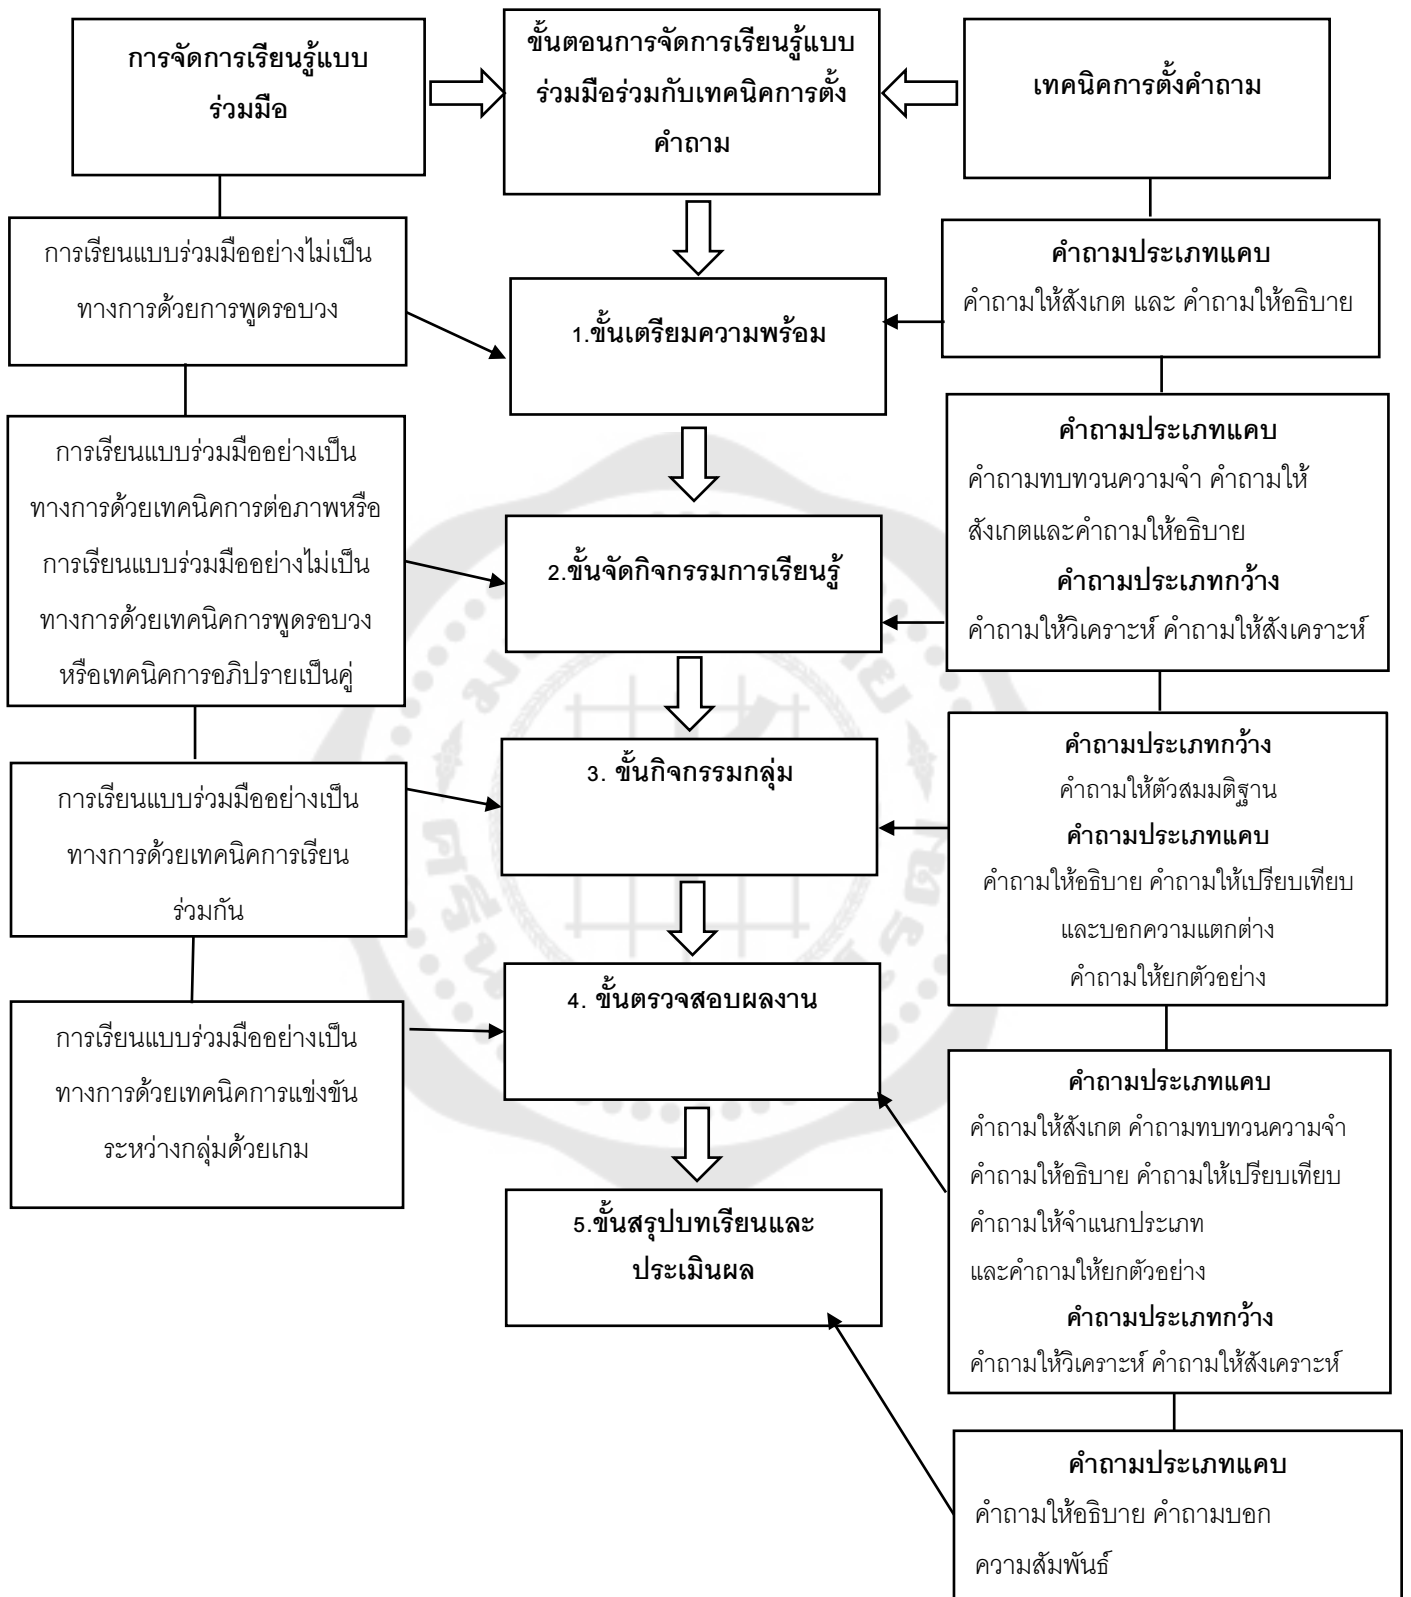 การจัดการเรียนรู้แบบ
ร่วมมือ
ขั้นตอนการจัดการเรียนรู้แบบ
ร่วมมือร่วมกับเทคนิคการตั้ง
คำถาม
เทคนิคการตั้งคำถาม
การเรียนแบบร่วมมืออย่างไม่เป็น
ทางการด้วยการพูดรอบวง
1.ขั้นเตรียมความพร้อม
คำถามประเภทแคบ
คำถามให้สังเกต และ คำถามให้อธิบาย
การเรียนแบบร่วมมืออย่างเป็น
ทางการด้วยเทคนิคการต่อภาพหรือ
การเรียนแบบร่วมมืออย่างไม่เป็น
ทางการด้วยเทคนิคการพูดรอบวง
หรือเทคนิคการอภิปรายเป็นคู่
2.ขั้นจัดกิจกรรมการเรียนรู้
คำถามประเภทแคบ
คำถามทบทวนความจำ คำถามให้
สังเกตและคำถามให้อธิบาย
คำถามประเภทกว้าง
คำถามให้วิเคราะห์ คำถามให้สังเคราะห์
การเรียนแบบร่วมมืออย่างเป็น
ทางการด้วยเทคนิคการเรียน
ร่วมกัน
3. ขั้นกิจกรรมกลุ่ม
คำถามประเภทกว้าง
คำถามให้ตัวสมมติฐาน
คำถามประเภทแคบ
คำถามให้อธิบาย คำถามให้เปรียบเทียบ
และบอกความแตกต่าง
คำถามให้ยกตัวอย่าง
การเรียนแบบร่วมมืออย่างเป็น
ทางการด้วยเทคนิคการแข่งขัน
ระหว่างกลุ่มด้วยเกม
4. ขั้นตรวจสอบผลงาน
คำถามประเภทแคบ
คำถามให้สังเกต คำถามทบทวนความจำ
คำถามให้อธิบาย คำถามให้เปรียบเทียบ
คำถามให้จำแนกประเภท
และคำถามให้ยกตัวอย่าง
คำถามประเภทกว้าง
คำถามให้วิเคราะห์ คำถามให้สังเคราะห์
5.ขั้นสรุปบทเรียนและ
ประเมินผล
คำถามประเภทแคบ
คำถามให้อธิบาย คำถามบอก
ความสัมพันธ์